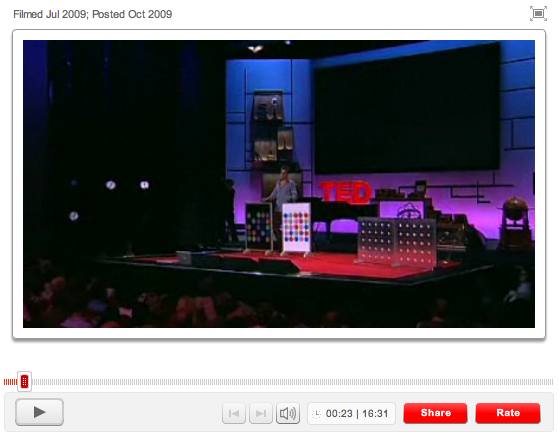 Filmed Jul 2009; Posted Oct 2009
TED
00:23 | 16:31
Share
Rate